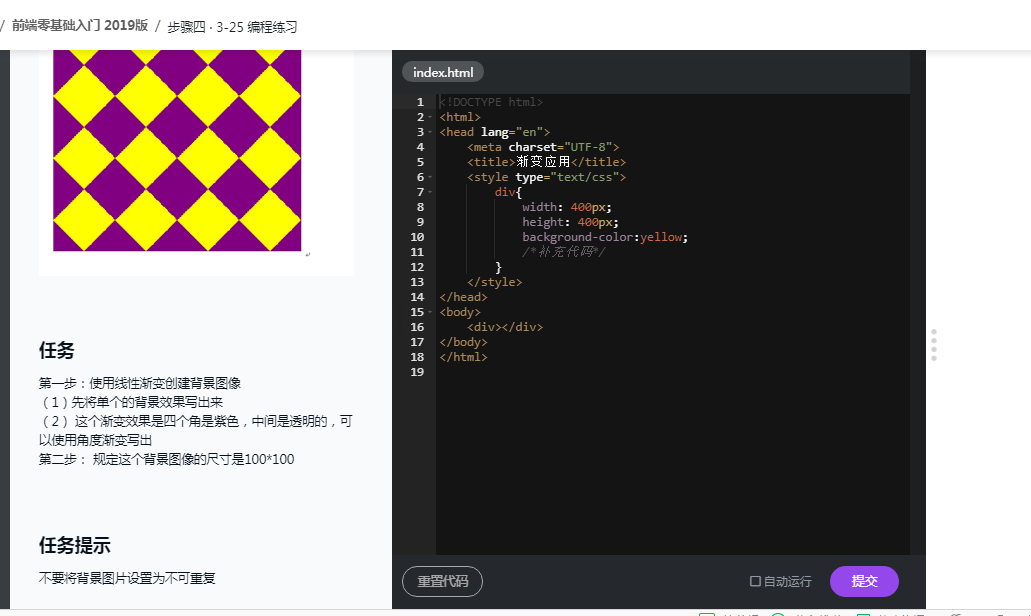 / 前端零基础入门 2019版 / 步骤四 · 3-25 编程练习
任务
第一步：使用线性渐变创建背景图像
（1）先将单个的背景效果写出来
（2） 这个渐变效果是四个角是紫色，中间是透明的，可
以使用角度渐变写出
第二步： 规定这个背景图像的尺寸是100*100
任务提示
不要将背景图片设置为不可重复
index.html
1 <!DOCTYPE html>
2 <html>
3 <head lang="en">
4 <meta charset="UTF-8">
5 <title>渐变应用</title>
6 <style type="text/css">
7 div{
8 width: 400px;
9 height: 400px;
10 background-color:yellow;
11 /*补充代码*/
12 }
13 </style>
14 </head>
15 <body>
16 <div></div>
17 </body>
18 </html>
19
重置代码 自动运行 提交